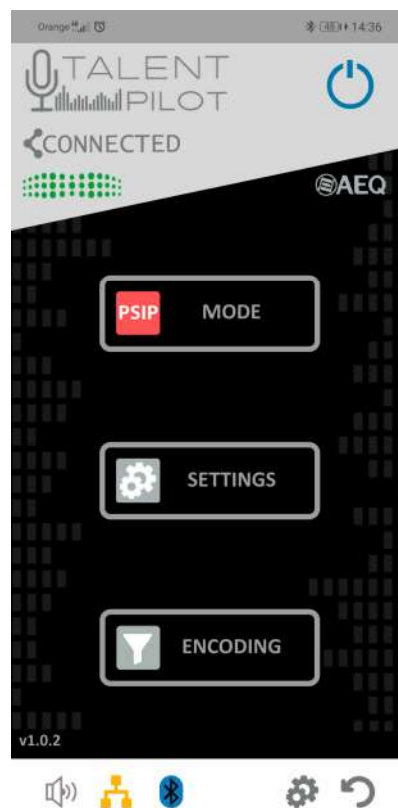 Orange 14:36
TALENT
PILOT
CONNECTED
AEQ
PSIP MODE
SETTINGS
ENCODING
v1.0.2